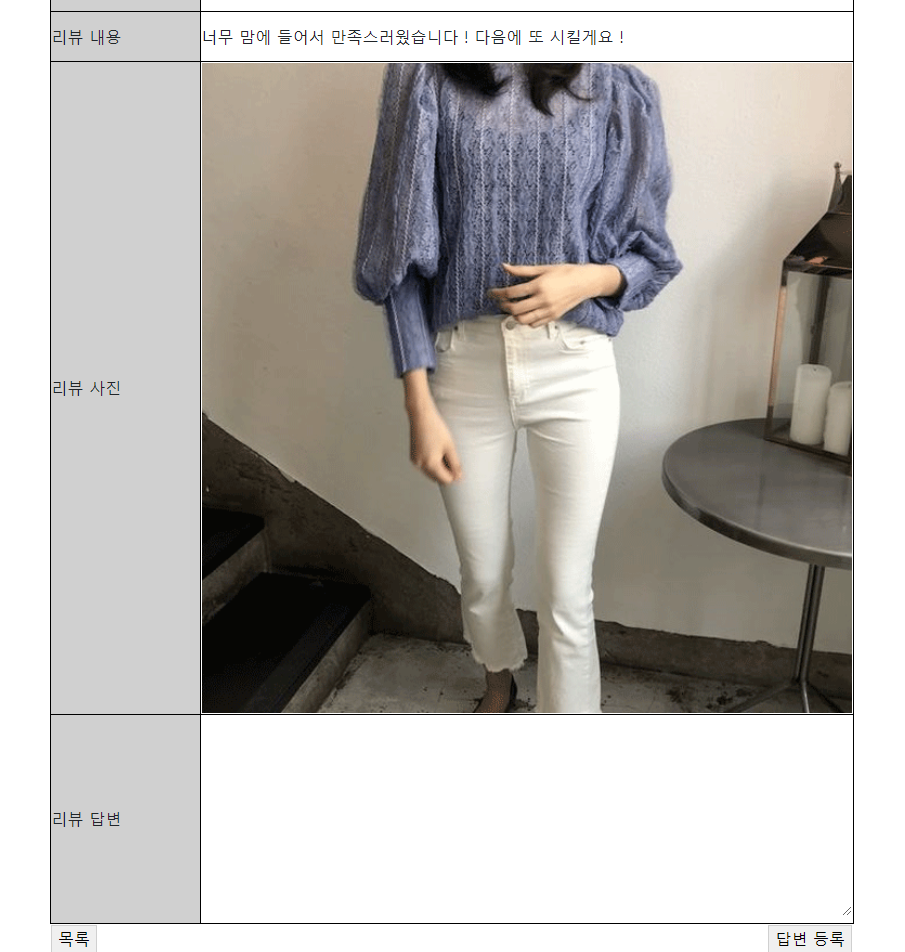 리뷰 내용
너무 맘에 들어서 만족스러웠습니다 ! 다음에 또 시킬게요 !
리뷰 사진
리뷰 답변
목록
답변 등록